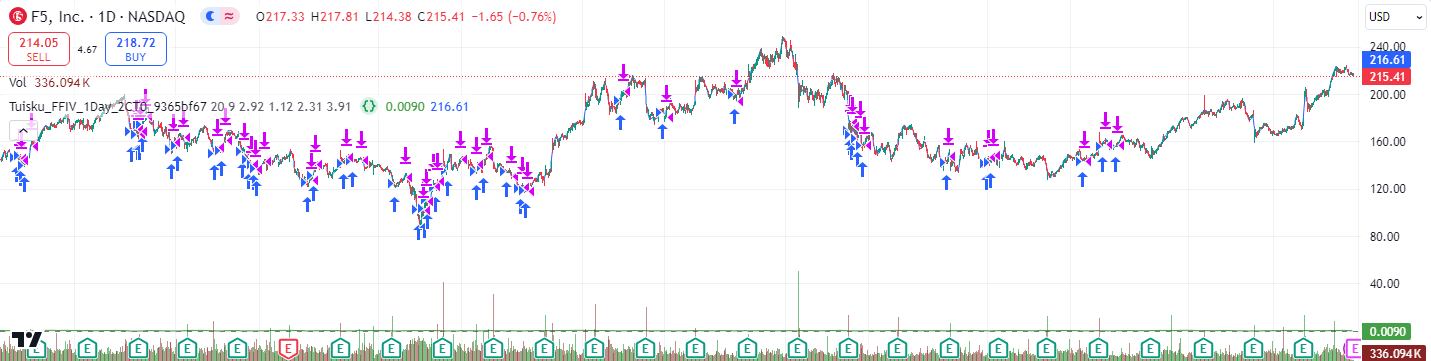 F5, Inc. · 1D · NASDAQ O217.33 H217.81 L214.38 C215.41 −1.65 (−0.76%)
USD
214.05 SELL
4.67
218.72 BUY
Vol 336.094 K
Tuisku_FFIV_1Day_2CTo_9365bf67 20 9 2.92 1.12 2.31 3.91 {} 0.0090 216.61
240.00
216.61
215.41
200.00
160.00
120.00
80.00
40.00
0.0090
336.094 K
E E E E E E E E E E E E E E E E E E E E E E E E E E E